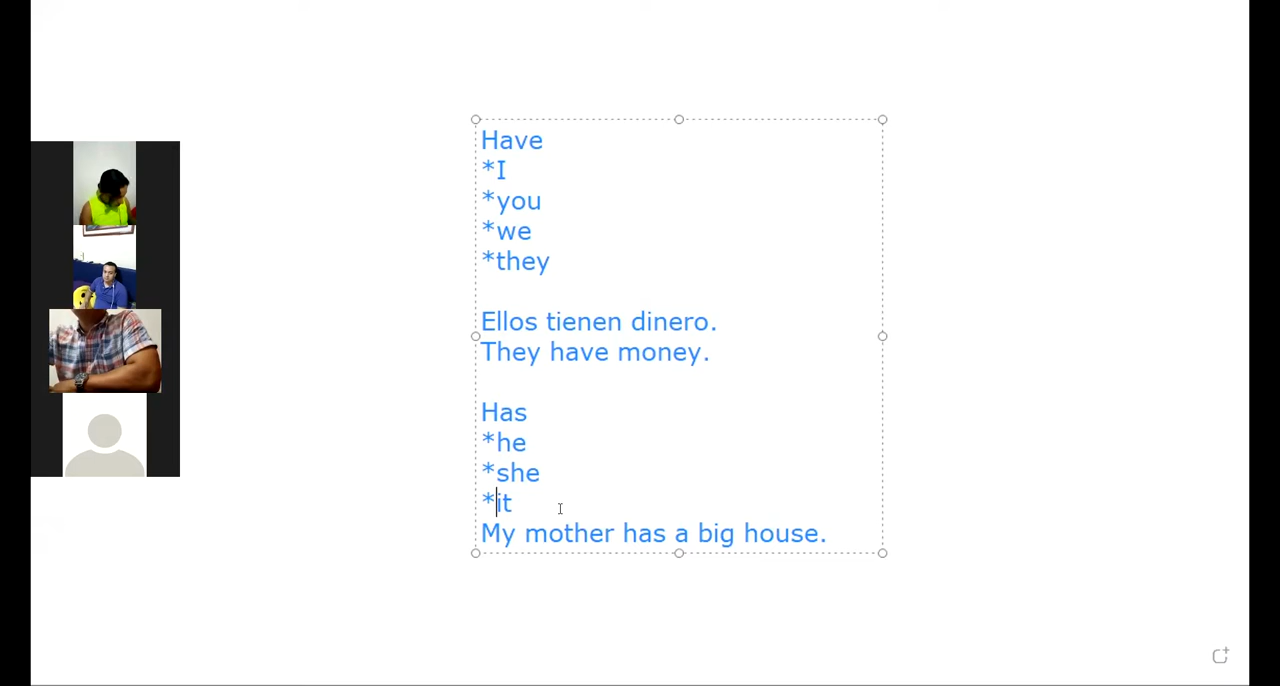 Have
*I
*you
*we
*they
Ellos tienen dinero.
They have money.
Has
*he
*she
*it
My mother has a big house.